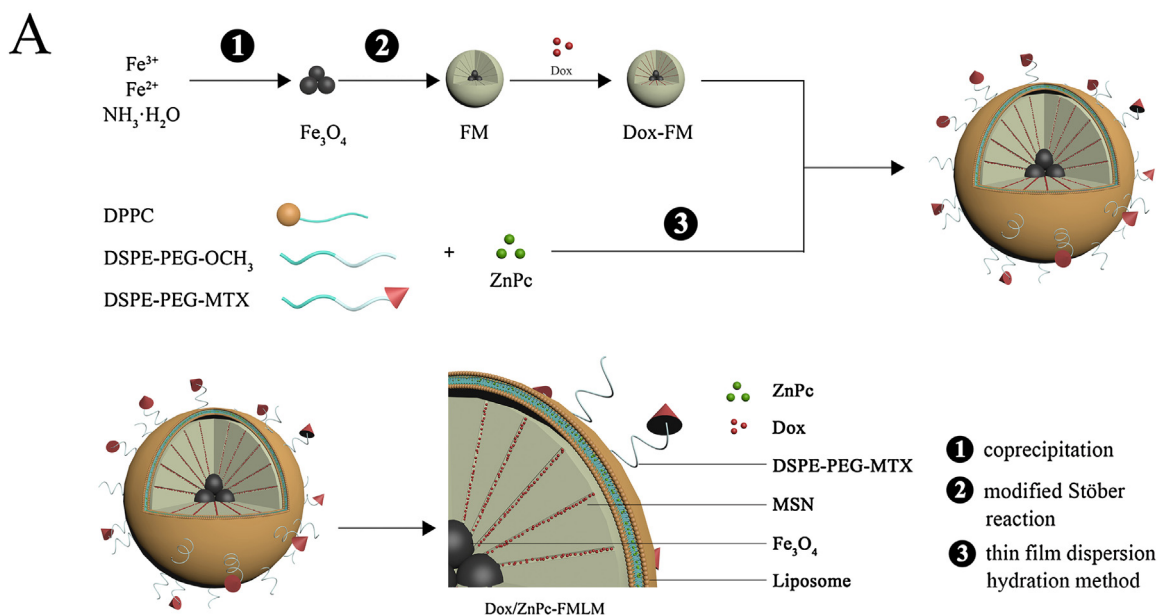 A
Fe³⁺
Fe²⁺
NH₃·H₂O
1
Fe₃O₄
2
FM
Dox
Dox-FM
DPPC
DSPE-PEG-OCH₃
DSPE-PEG-MTX
+
ZnPc
3
ZnPc
Dox
DSPE-PEG-MTX
MSN
Fe₃O₄
Liposome
Dox/ZnPc-FMLM
1 coprecipitation
2 modified Stöber
reaction
3 thin film dispersion
hydration method